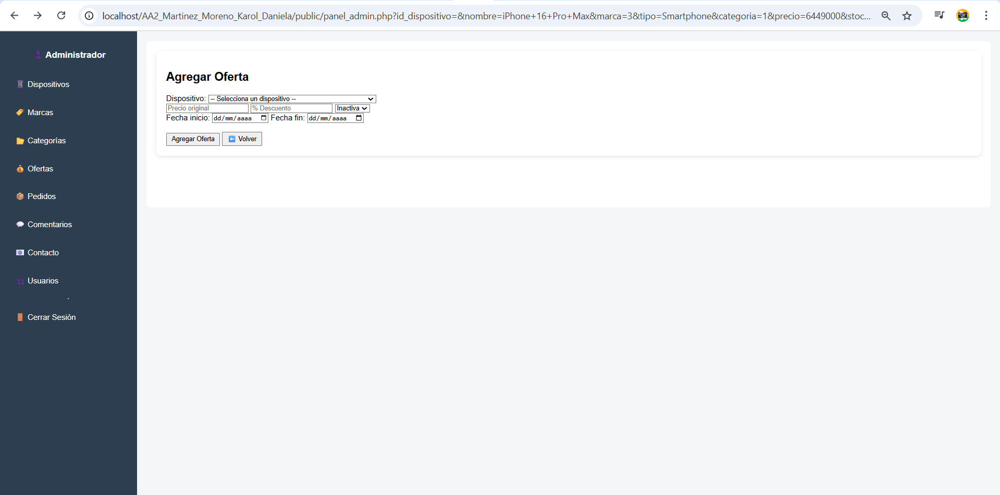 localhost/AA2_Martinez_Moreno_Karol_Daniela/public/panel_admin.php?id_dispositivo=&nombre=iPhone+16+Pro+Max&marca=3&tipo=Smartphone&categoria=1&precio=6449000&stoc...
Administrador
Dispositivos
Marcas
Categorías
Ofertas
Pedidos
Comentarios
Contacto
Usuarios
.
Cerrar Sesión
Agregar Oferta
Dispositivo: -- Selecciona un dispositivo --
Precio original % Descuento Inactiva
Fecha inicio: dd/mm/aaaa Fecha fin: dd/mm/aaaa
Agregar Oferta Volver